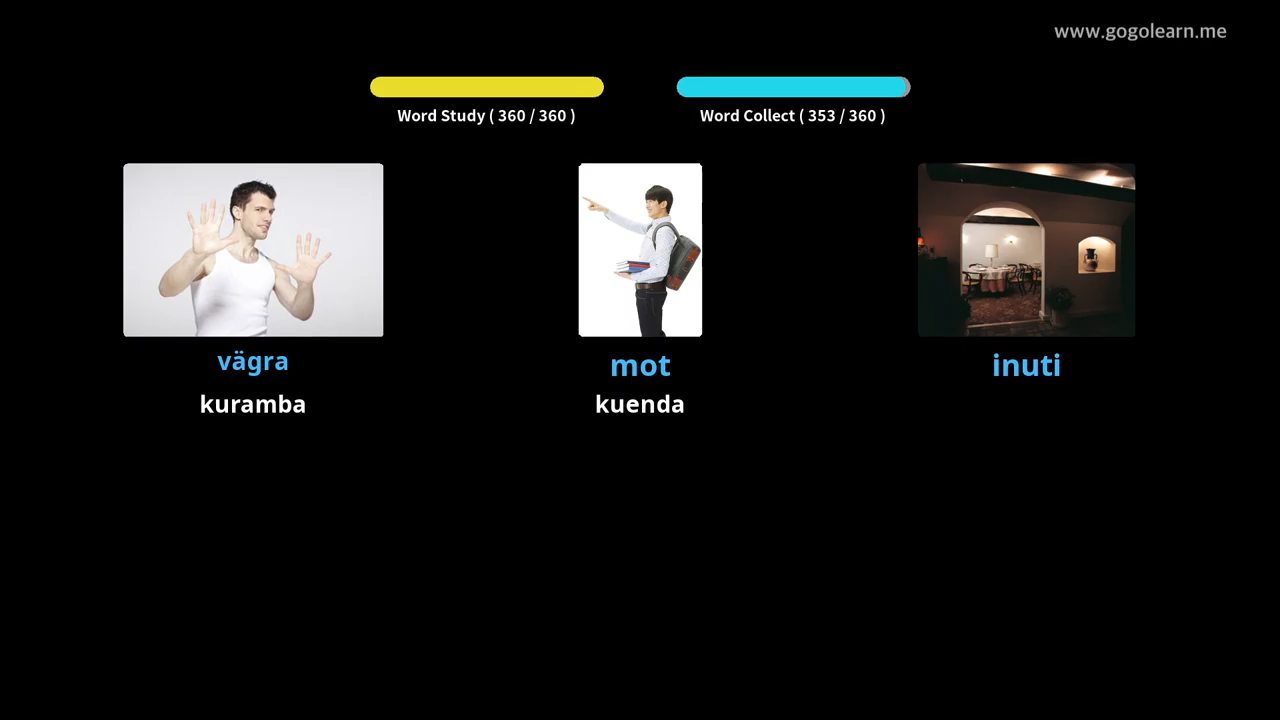 www.gogolearn.me
Word Study ( 360 / 360 )
Word Collect ( 353 / 360 )
vägra
mot
inuti
kuramba
kuenda